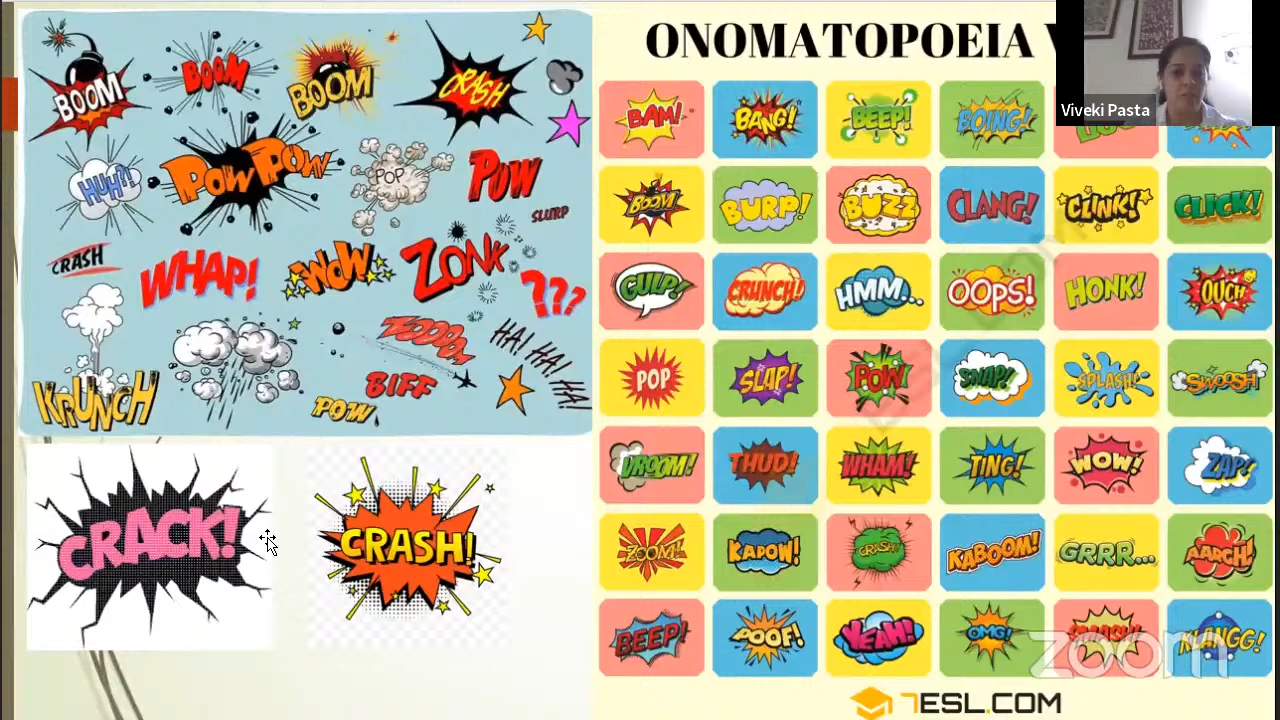 BOOM
BOOM
BOOM
CRASH
HUH?!
POW POW
POP
POW
SLURP
CRASH
WHAP!
WOW
ZONK
???
KRUNCH
ZOOOOM
BIFF
POW
HA! HA! HA!
CRACK!
CRASH!
ONOMATOPOEIA
Viveki Pasta
BAM!
BANG!
BEEP!
BOING!
BOOM
BURP!
BUZZ
CLANG!
CLINK!
CLICK!
GULP!
CRUNCH!
HMM...
OOPS!
HONK!
OUCH
POP
SLAP!
POW
SNAP!
SPLASH!
SWOOSH
VROOM!
THUD!
WHAM!
TING!
WOW!
ZAP!
ZOOM!
KAPOW!
CRASH!
KABOOM!
GRRR...
AARGH!
BEEP!
POOF!
YEAH!
OMG!
SMASH!
KLANGG!
zoom
7ESL.COM